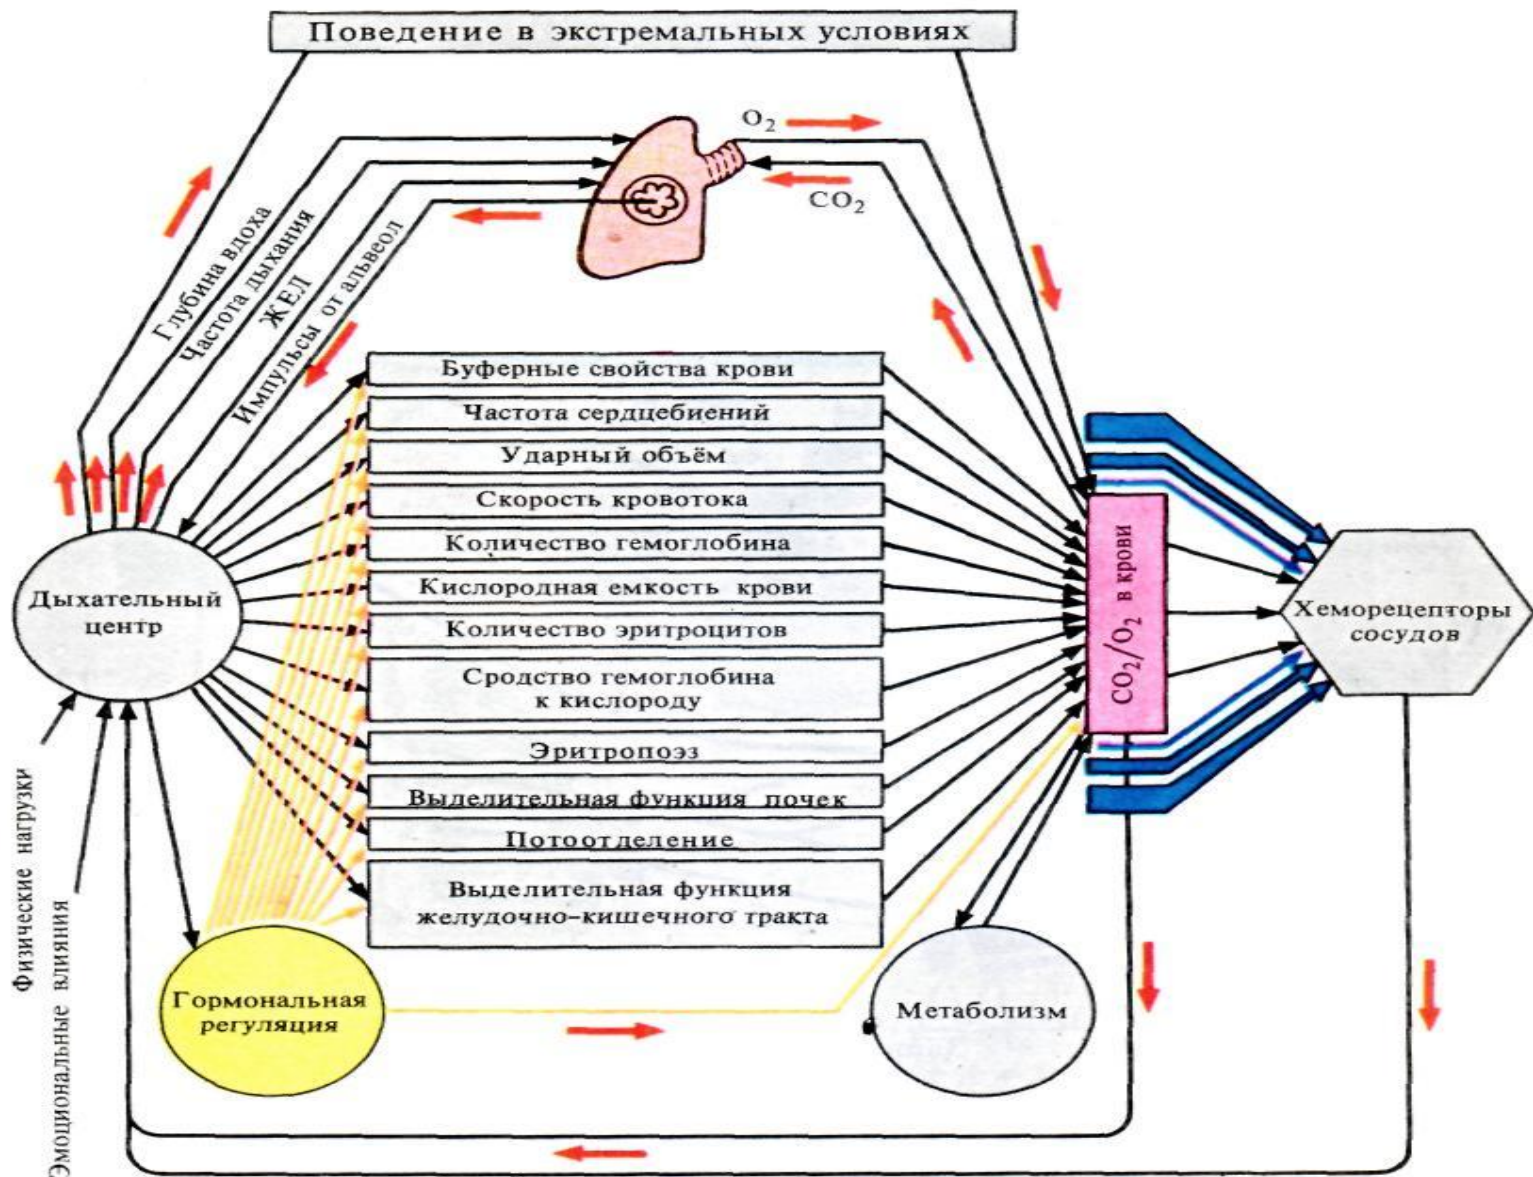 Поведение в экстремальных условиях
O₂
CO₂
Глубина вдоха
Частота дыхания
ЖЕЛ
Импульсы от альвеол
Буферные свойства крови
Частота сердцебиений
Ударный объём
Скорость кровотока
Количество гемоглобина
Кислородная емкость крови
Количество эритроцитов
Сродство гемоглобина
к кислороду
Эритропоэз
Выделительная функция почек
Потоотделение
Выделительная функция
желудочно-кишечного тракта
Дыхательный
центр
CO₂/O₂ в крови
Хеморецепторы
сосудов
Физические нагрузки
Эмоциональные влияния
Гормональная
регуляция
Метаболизм